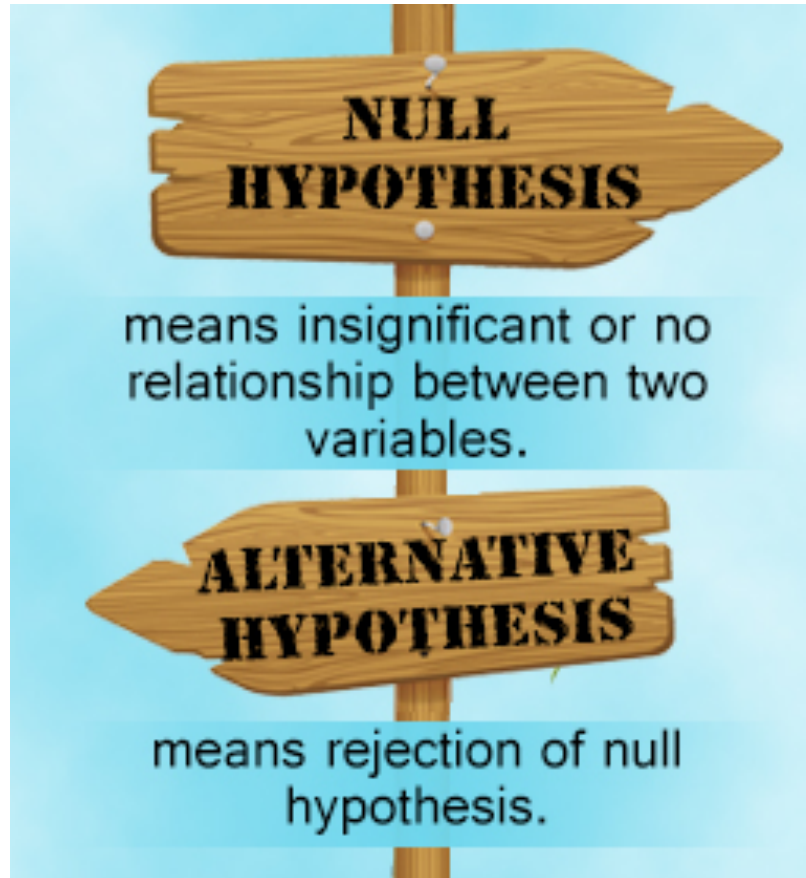 NULL
HYPOTHESIS
means insignificant or no
relationship between two
variables.
ALTERNATIVE
HYPOTHESIS
means rejection of null
hypothesis.